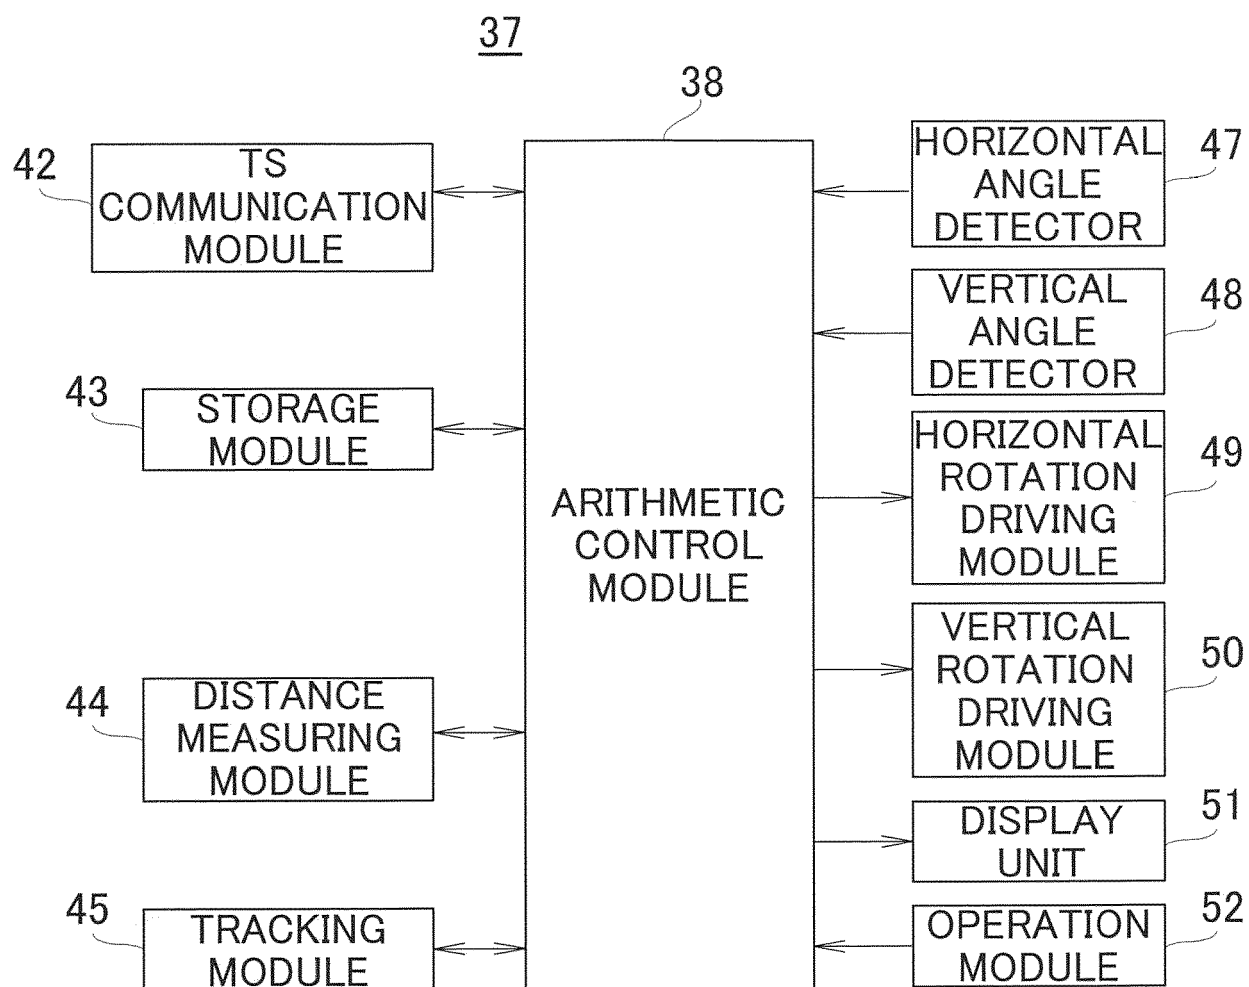 37
38
42
TS
COMMUNICATION
MODULE
43
STORAGE
MODULE
44
DISTANCE
MEASURING
MODULE
45
TRACKING
MODULE
ARITHMETIC
CONTROL
MODULE
HORIZONTAL
ANGLE
DETECTOR
47
VERTICAL
ANGLE
DETECTOR
48
HORIZONTAL
ROTATION
DRIVING
MODULE
49
VERTICAL
ROTATION
DRIVING
MODULE
50
DISPLAY
UNIT
51
OPERATION
MODULE
52